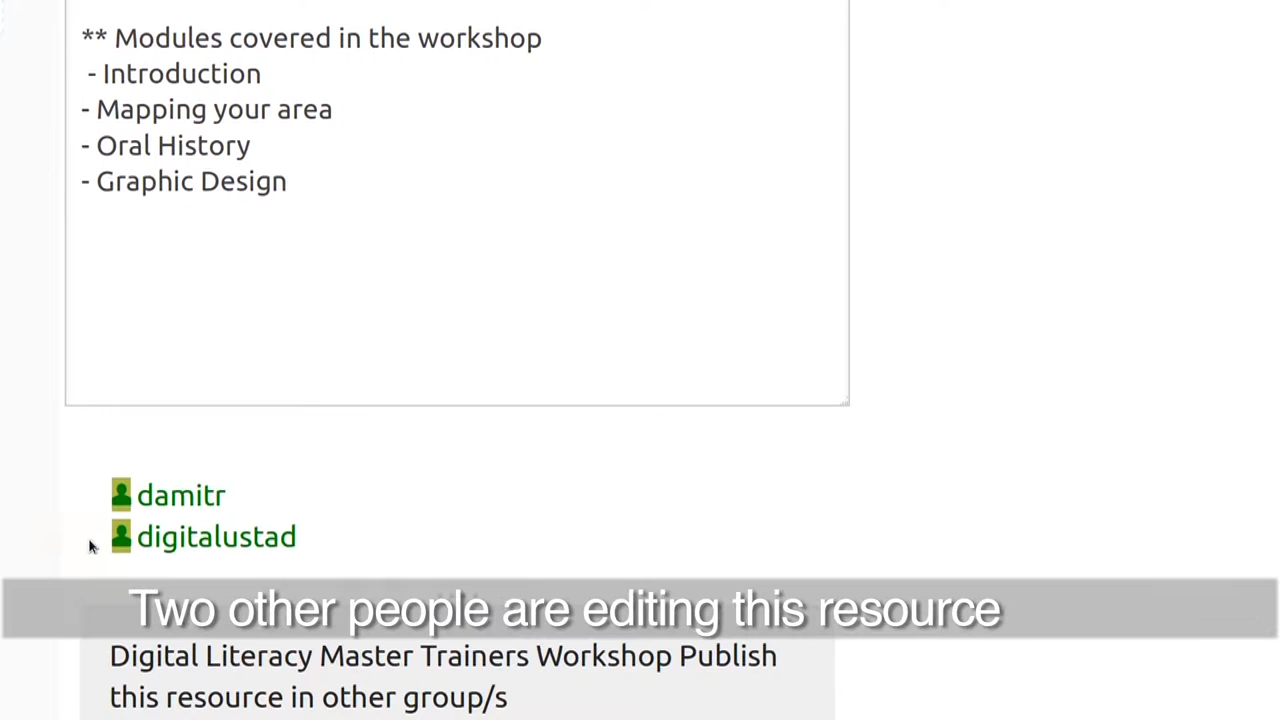 ** Modules covered in the workshop
- Introduction
- Mapping your area
- Oral History
- Graphic Design
damitr
digitalustad
Two other people are editing this resource
Digital Literacy Master Trainers Workshop Publish
this resource in other group/s